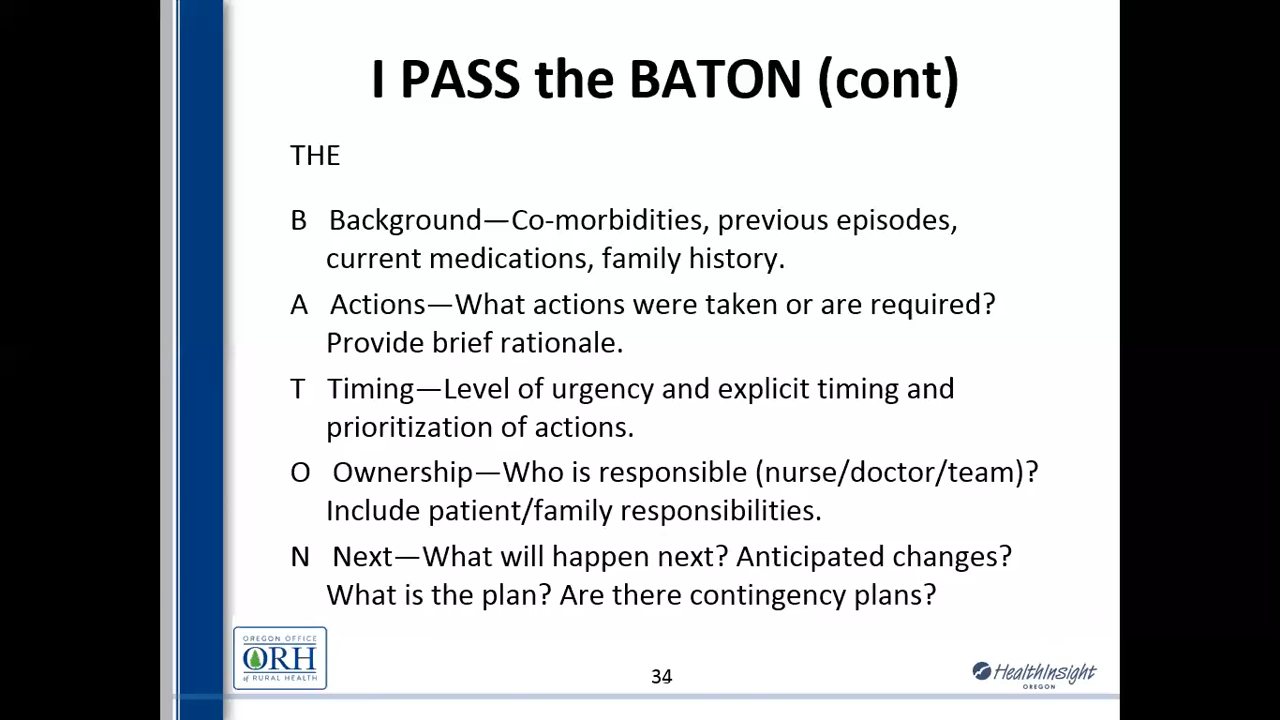 I PASS the BATON (cont)
THE
B Background—Co-morbidities, previous episodes,
current medications, family history.
A Actions—What actions were taken or are required?
Provide brief rationale.
T Timing—Level of urgency and explicit timing and
prioritization of actions.
O Ownership—Who is responsible (nurse/doctor/team)?
Include patient/family responsibilities.
N Next—What will happen next? Anticipated changes?
What is the plan? Are there contingency plans?
OREGON OFFICE
ORH
of RURAL HEALTH
34
HealthInsight
OREGON